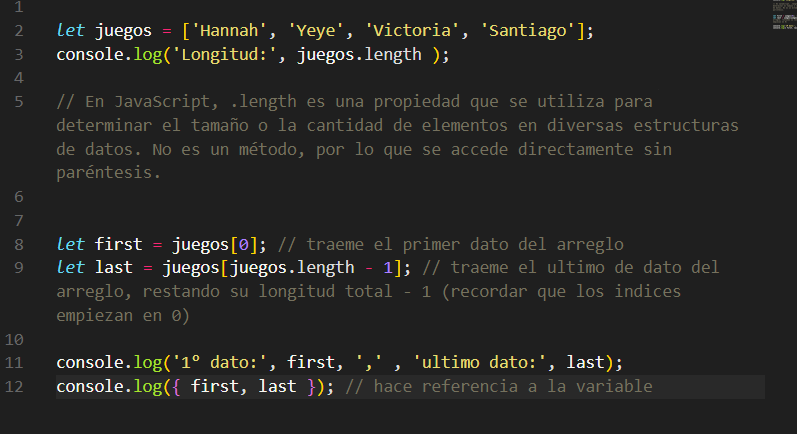 1
2 let juegos = ['Hannah', 'Yeye', 'Victoria', 'Santiago'];
3 console.log('Longitud:', juegos.length );
4
5 // En JavaScript, .length es una propiedad que se utiliza para
determinar el tamaño o la cantidad de elementos en diversas estructuras
de datos. No es un método, por lo que se accede directamente sin
paréntesis.
6
7
8 let first = juegos[0]; // traeme el primer dato del arreglo
9 let last = juegos[juegos.length - 1]; // traeme el ultimo de dato del
arreglo, restando su longitud total - 1 (recordar que los indices
empiezan en 0)
10
11 console.log('1º dato:', first, ',' , 'ultimo dato:', last);
12 console.log({ first, last }); // hace referencia a la variable